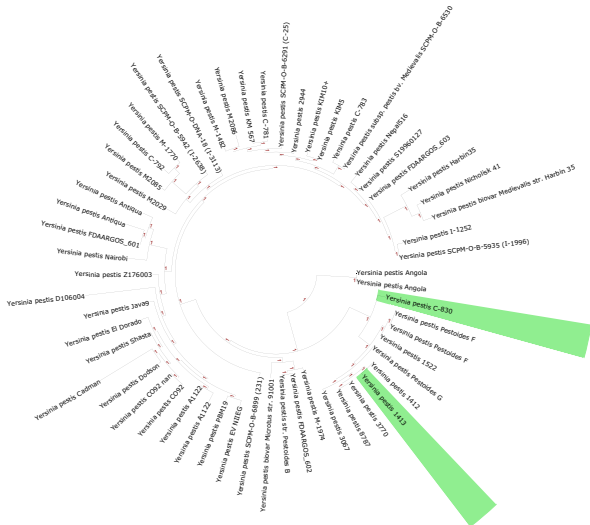 Yersinia pestis SCPM-O-B-6291 (C-25)
Yersinia pestis 2944
Yersinia pestis KIM10+
Yersinia pestis KIM5
Yersinia pestis C-783
Yersinia pestis subsp. pestis bv. Medievalis SCPM-O-B-6530
Yersinia pestis Nepal516
Yersinia pestis S19960127
Yersinia pestis FDAARGOS_603
Yersinia pestis Harbin35
Yersinia pestis Nicholisk 41
Yersinia pestis biovar Medievalis str. Harbin 35
Yersinia pestis I-1252
Yersinia pestis SCPM-O-B-5935 (I-1996)
Yersinia pestis Angola
Yersinia pestis Angola
Yersinia pestis C-830
Yersinia pestis Pestoides F
Yersinia pestis Pestoides F
Yersinia pestis 1522
Yersinia pestis Pestoides G
Yersinia pestis 1412
Yersinia pestis 1413
Yersinia pestis 3770
Yersinia pestis 8787
Yersinia pestis 3067
Yersinia pestis M-1974
Yersinia pestis FDAARGOS_602
Yersinia pestis str. Pestoides B
Yersinia pestis biovar Microtus str. 91001
Yersinia pestis SCPM-O-B-6899 (231)
Yersinia pestis EV NIIEG
Yersinia pestis PBM19
Yersinia pestis A1122
Yersinia pestis A1122
Yersinia pestis CO92
Yersinia pestis CO92 nan
Yersinia pestis Dodson
Yersinia pestis Cadman
Yersinia pestis Shasta
Yersinia pestis El Dorado
Yersinia pestis Java9
Yersinia pestis D106004
Yersinia pestis Z176003
Yersinia pestis Nairobi
Yersinia pestis FDAARGOS_601
Yersinia pestis Antiqua
Yersinia pestis Antiqua
Yersinia pestis M2029
Yersinia pestis M2085
Yersinia pestis C-792
Yersinia pestis M-1770
Yersinia pestis SCPM-O-B-5942 (I-2638)
Yersinia pestis SCPM-O-DNA-18 (I-3113)
Yersinia pestis M-1482
Yersinia pestis M2086
Yersinia pestis KM 567
Yersinia pestis C-781